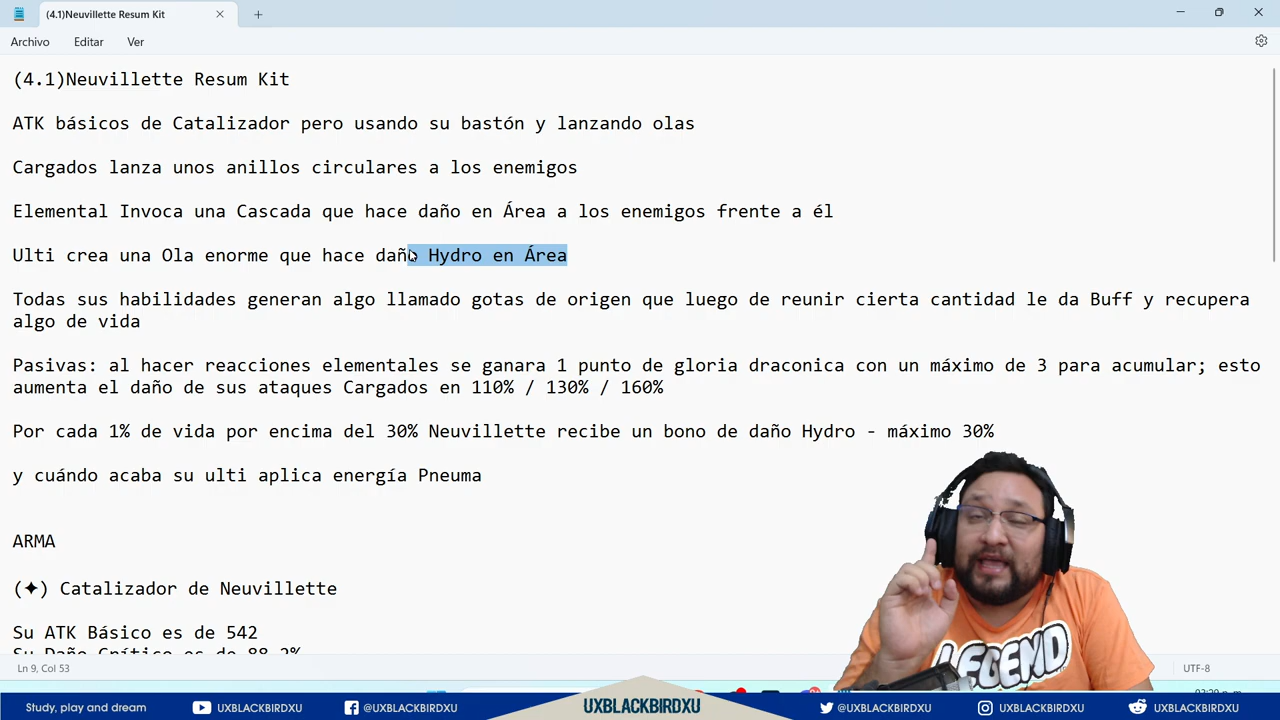 (4.1)Neuvillette Resum Kit
Archivo Editar Ver
(4.1)Neuvillette Resum Kit
ATK básicos de Catalizador pero usando su bastón y lanzando olas
Cargados lanza unos anillos circulares a los enemigos
Elemental Invoca una Cascada que hace daño en Área a los enemigos frente a él
Ulti crea una Ola enorme que hace daño Hydro en Área
Todas sus habilidades generan algo llamado gotas de origen que luego de reunir cierta cantidad le da Buff y recupera
algo de vida
Pasivas: al hacer reacciones elementales se ganara 1 punto de gloria draconica con un máximo de 3 para acumular; esto
aumenta el daño de sus ataques Cargados en 110% / 130% / 160%
Por cada 1% de vida por encima del 30% Neuvillette recibe un bono de daño Hydro - máximo 30%
y cuándo acaba su ulti aplica energía Pneuma
ARMA
(✦) Catalizador de Neuvillette
Su ATK Básico es de 542
Su Daño Crítico es de 88.2%
LEGEND
Ln 9, Col 53 UTF-8
Study, play and dream UXBLACKBIRDXU @UXBLACKBIRDXU UXBLACKBIRDXU @UXBLACKBIRDXU UXBLACKBIRDXU UXBLACKBIRDXU